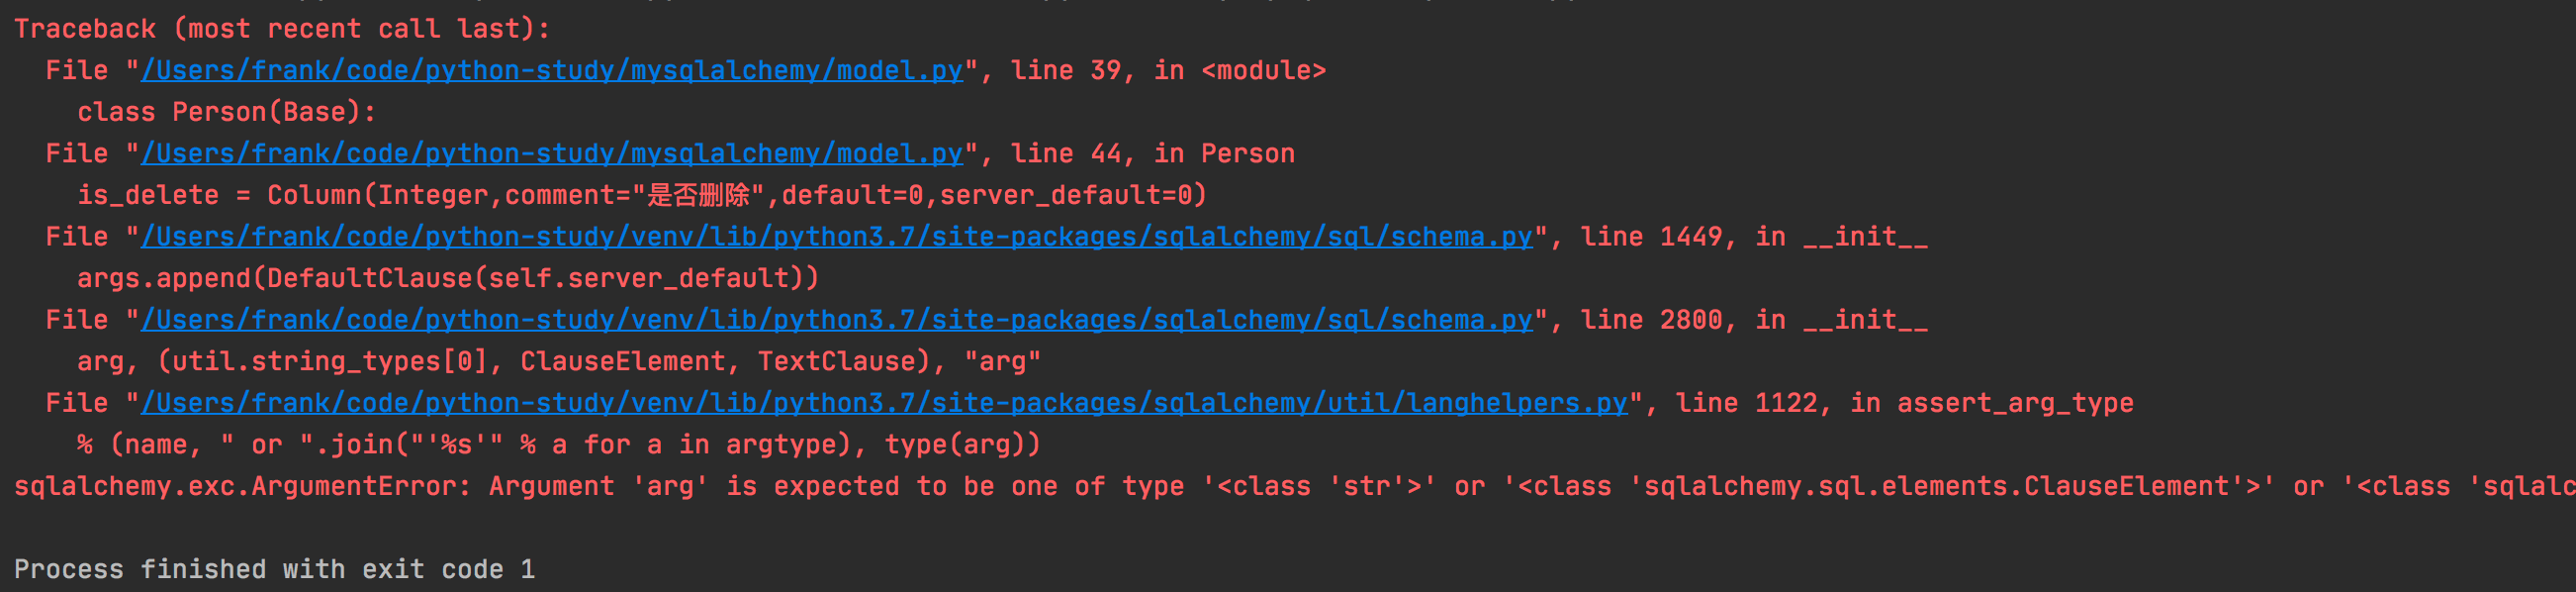 Traceback (most recent call last):
  File "/Users/frank/code/python-study/mysqlalchemy/model.py", line 39, in <module>
    class Person(Base):
  File "/Users/frank/code/python-study/mysqlalchemy/model.py", line 44, in Person
    is_delete = Column(Integer,comment="是否删除",default=0,server_default=0)
  File "/Users/frank/code/python-study/venv/lib/python3.7/site-packages/sqlalchemy/sql/schema.py", line 1449, in __init__
    args.append(DefaultClause(self.server_default))
  File "/Users/frank/code/python-study/venv/lib/python3.7/site-packages/sqlalchemy/sql/schema.py", line 2800, in __init__
    arg, (util.string_types[0], ClauseElement, TextClause), "arg"
  File "/Users/frank/code/python-study/venv/lib/python3.7/site-packages/sqlalchemy/util/langhelpers.py", line 1122, in assert_arg_type
    % (name, " or ".join("'%s'" % a for a in argtype), type(arg))
sqlalchemy.exc.ArgumentError: Argument 'arg' is expected to be one of type '<class 'str'>' or '<class 'sqlalchemy.sql.elements.ClauseElement'>' or '<class 'sqlalc
Process finished with exit code 1